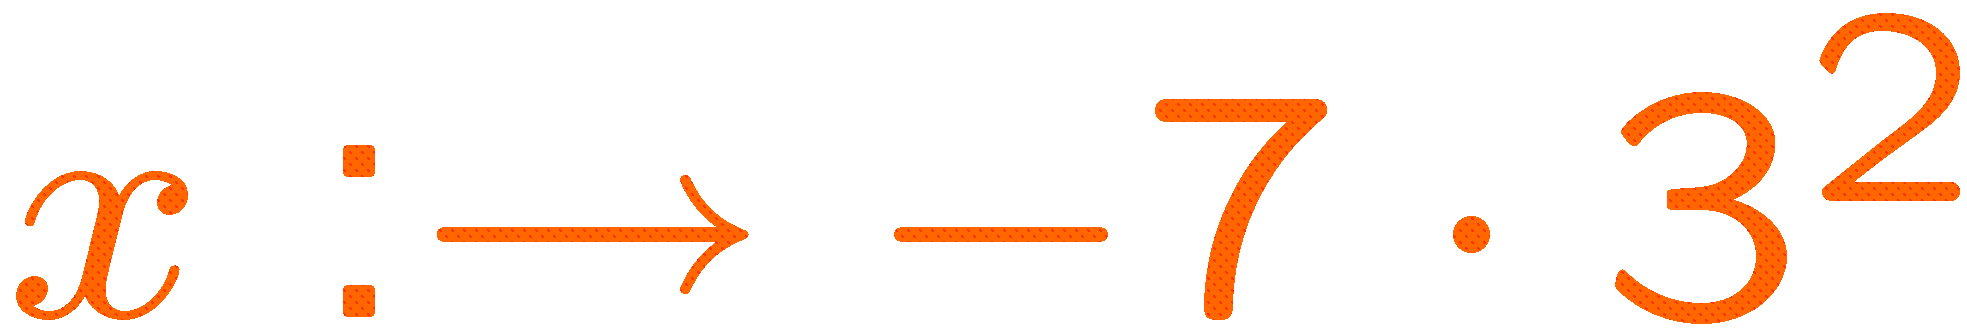 x :→ −7 · 3²